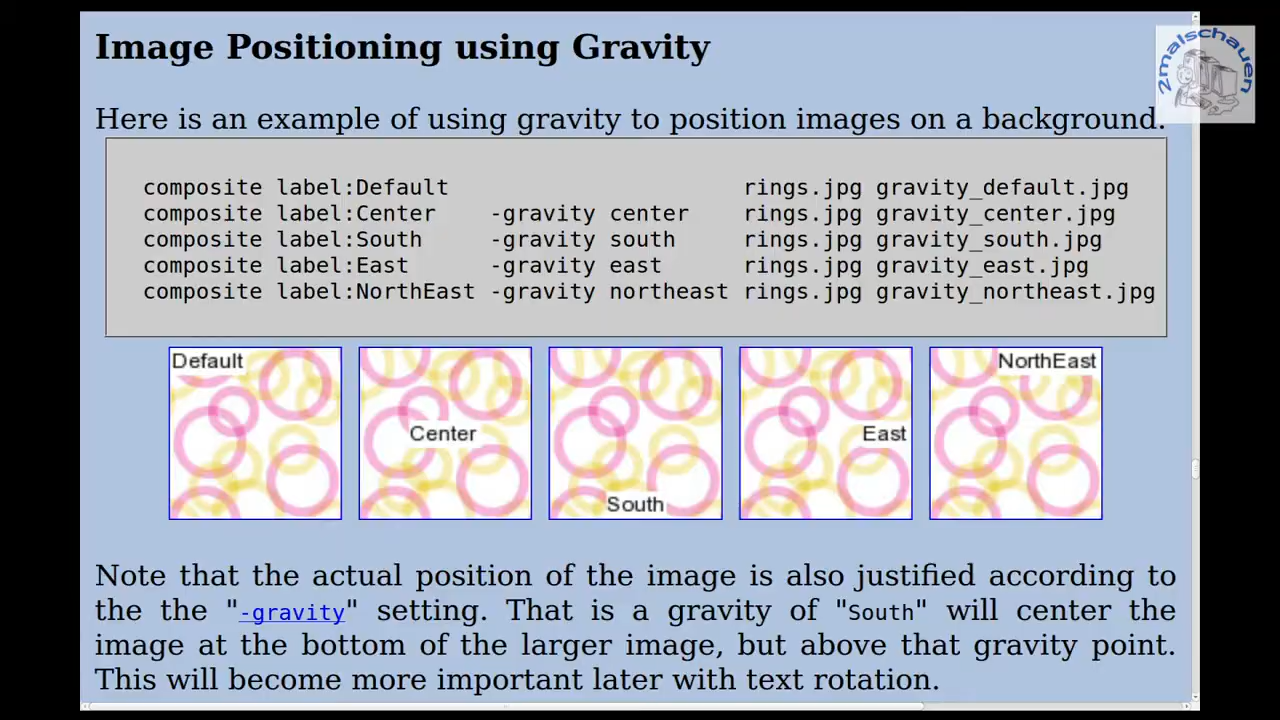 Image Positioning using Gravity
2malschauen
Here is an example of using gravity to position images on a background.
composite label:Default rings.jpg gravity_default.jpg
composite label:Center -gravity center rings.jpg gravity_center.jpg
composite label:South -gravity south rings.jpg gravity_south.jpg
composite label:East -gravity east rings.jpg gravity_east.jpg
composite label:NorthEast -gravity northeast rings.jpg gravity_northeast.jpg
Default
Center
South
East
NorthEast
Note that the actual position of the image is also justified according to
the the "-gravity" setting. That is a gravity of "South" will center the
image at the bottom of the larger image, but above that gravity point.
This will become more important later with text rotation.